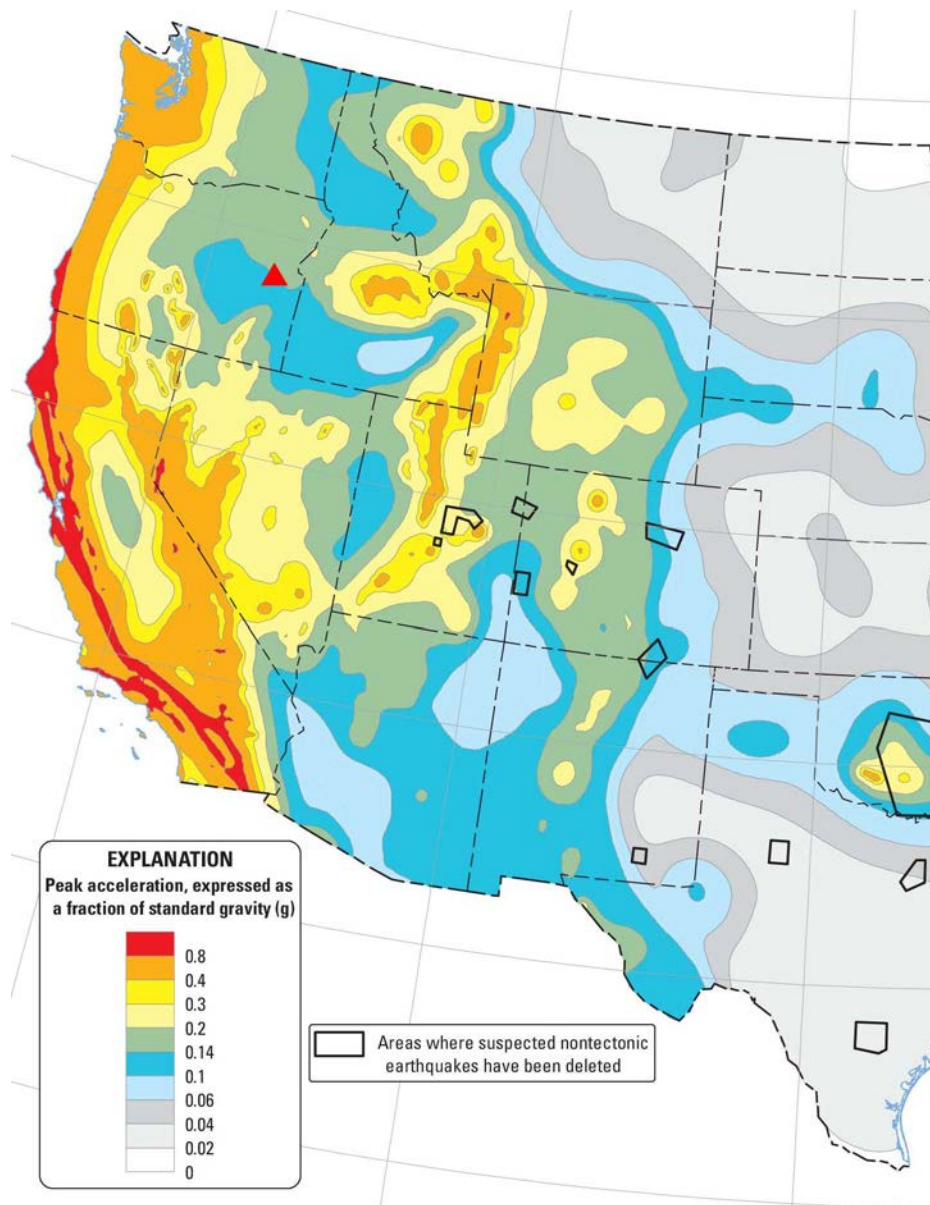 EXPLANATION
Peak acceleration, expressed as
a fraction of standard gravity (g)
0.8
0.4
0.3
0.2
0.14
0.1
0.06
0.04
0.02
0
Areas where suspected nontectonic
earthquakes have been deleted